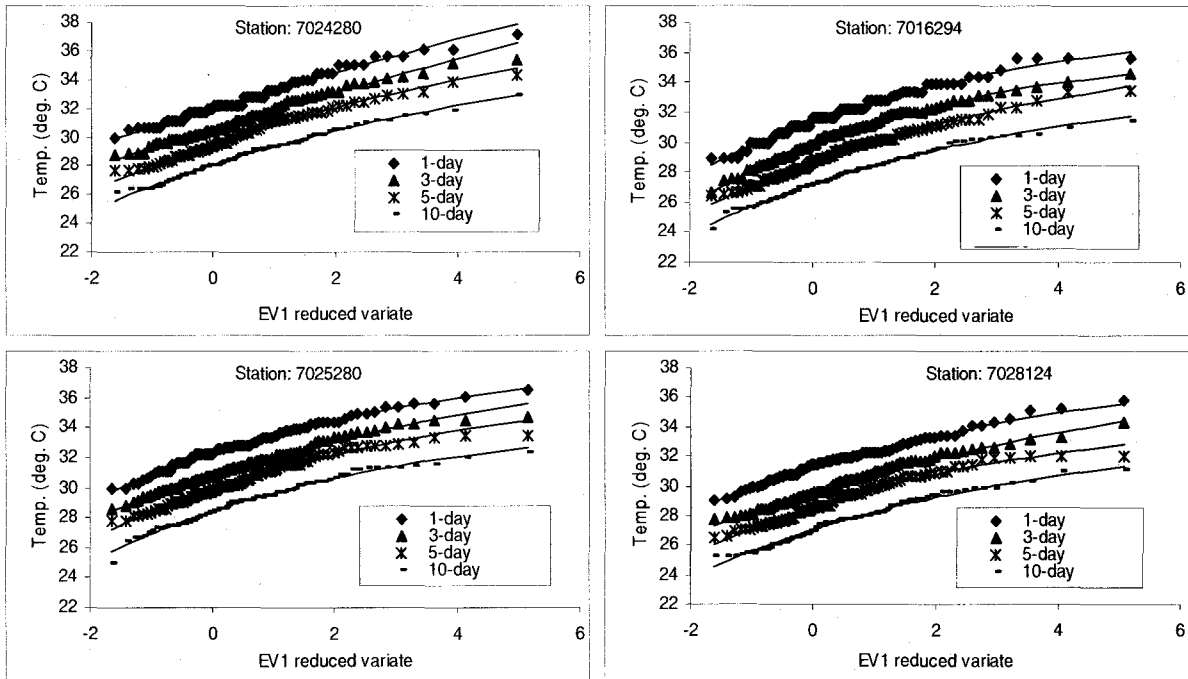 Station: 7024280
Temp. (deg. C)
38
36
34
32
30
28
26
24
22
-2
0
2
4
6
EV1 reduced variate
1-day
3-day
5-day
10-day
Station: 7016294
Temp. (deg. C)
38
36
34
32
30
28
26
24
22
-2
0
2
4
6
EV1 reduced variate
1-day
3-day
5-day
10-day
Station: 7025280
Temp. (deg. C)
38
36
34
32
30
28
26
24
22
-2
0
2
4
6
EV1 reduced variate
1-day
3-day
5-day
10-day
Station: 7028124
Temp. (deg. C)
38
36
34
32
30
28
26
24
22
-2
0
2
4
6
EV1 reduced variate
1-day
3-day
5-day
10-day